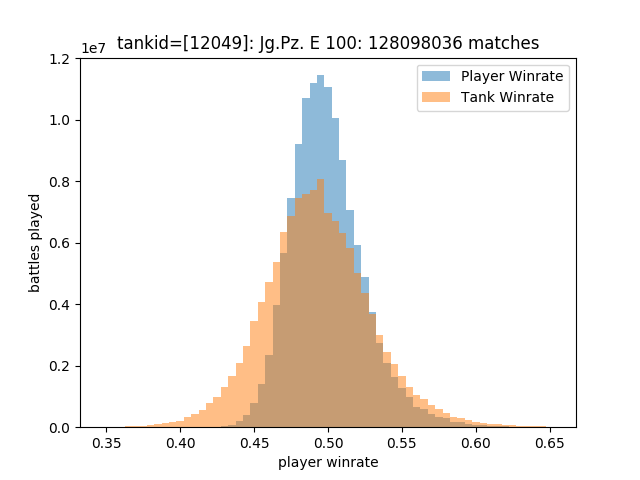 tankid=[12049]: Jg.Pz. E 100: 128098036 matches
1e7
Player Winrate
Tank Winrate
1.2
1.0
0.8
0.6
0.4
0.2
0.0
battles played
0.35 0.40 0.45 0.50 0.55 0.60 0.65
player winrate